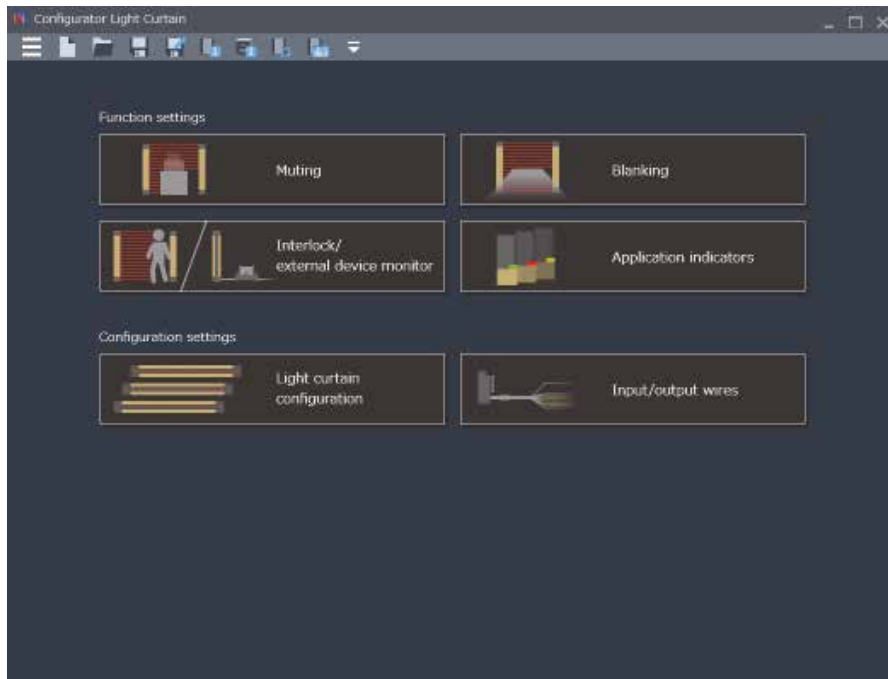 Configurator Light Curtain
Function settings
Muting
Blanking
Interlock/
external device monitor
Application indicators
Configuration settings
Light curtain
configuration
Input/output wires